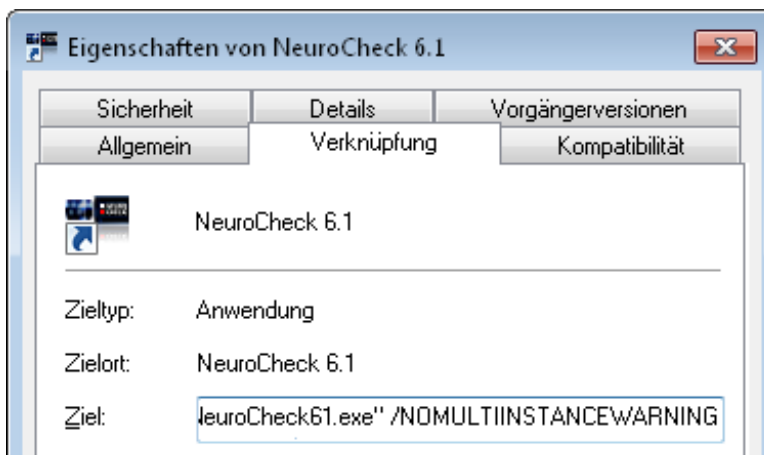 Eigenschaften von NeuroCheck 6.1
Sicherheit Details Vorgängerversionen
Allgemein Verknüpfung Kompatibilität
NeuroCheck 6.1
Zieltyp: Anwendung
Zielort: NeuroCheck 6.1
Ziel: NeuroCheck61.exe" /NOMULTIINSTANCEWARNING